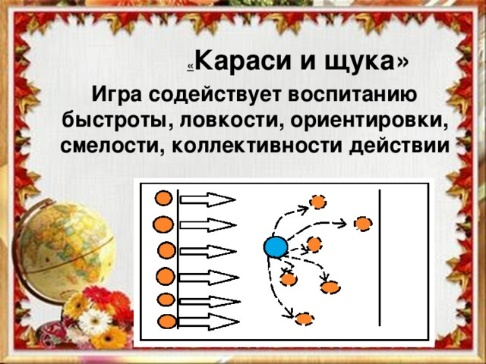 «Караси и щука»
Игра содействует воспитанию
быстроты, ловкости, ориентировки,
смелости, коллективности действии